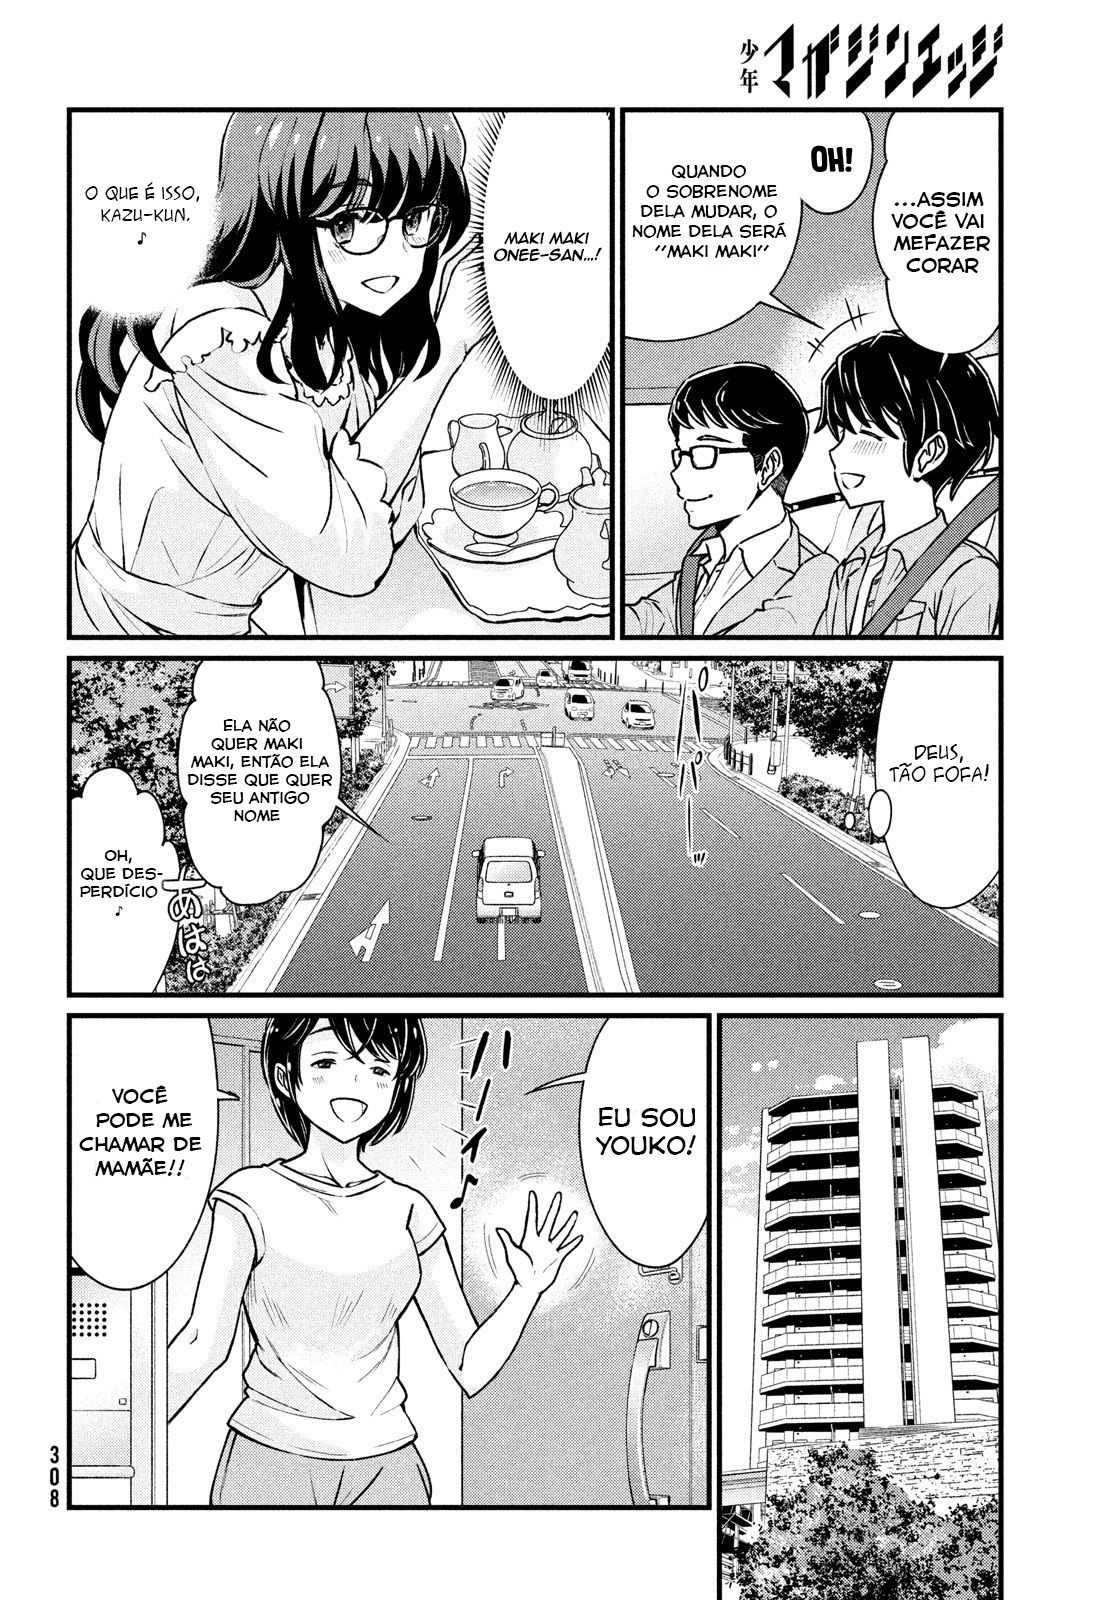 少年マガジンエッジ
...ASSIM
VOCÊ VAI
MEFAZER
CORAR
OH!
QUANDO
O SOBRENOME
DELA MUDAR, O
NOME DELA SERÁ
''MAKI MAKI''
MAKI MAKI
ONEE-SAN...!
O QUE É ISSO,
KAZU-KUN.
♪
DEUS,
TÃO FOFA!
ELA NÃO
QUER MAKI
MAKI, ENTÃO ELA
DISSE QUE QUER
SEU ANTIGO
NOME
OH,
QUE DES-
PERDÍCIO
♪
あはは
EU SOU
YOUKO!
ハーイ♪
VOCÊ
PODE ME
CHAMAR DE
MAMÃE!!
308